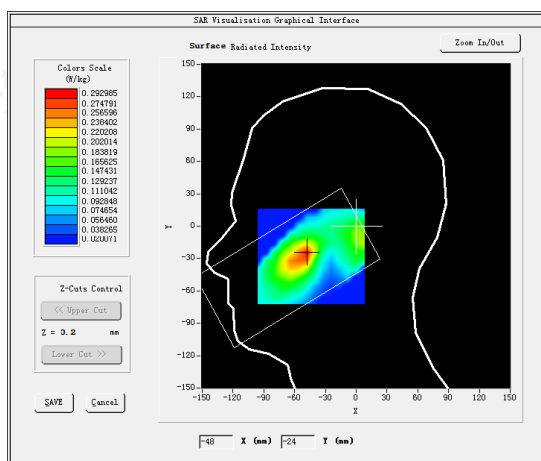 SAR Visualisation Graphical Interface
Surface Radiated Intensity
Zoom In/Out
Colors Scale
(W/kg)
0.292985
0.274791
0.256596
0.238402
0.220208
0.202014
0.183819
0.165625
0.147431
0.129237
0.111042
0.092848
0.074654
0.056460
0.038265
0.020071
150
120
90
60
30
0
-30
-60
-90
-120
-150
Y
-150 -120 -90 -60 -30 0 30 60 90 120 150
X
Z-Cuts Control
<< Upper Cut
Z = 0.2 mm
Lower Cut >>
SAVE Cancel
-48 X (mm) -24 Y (mm)